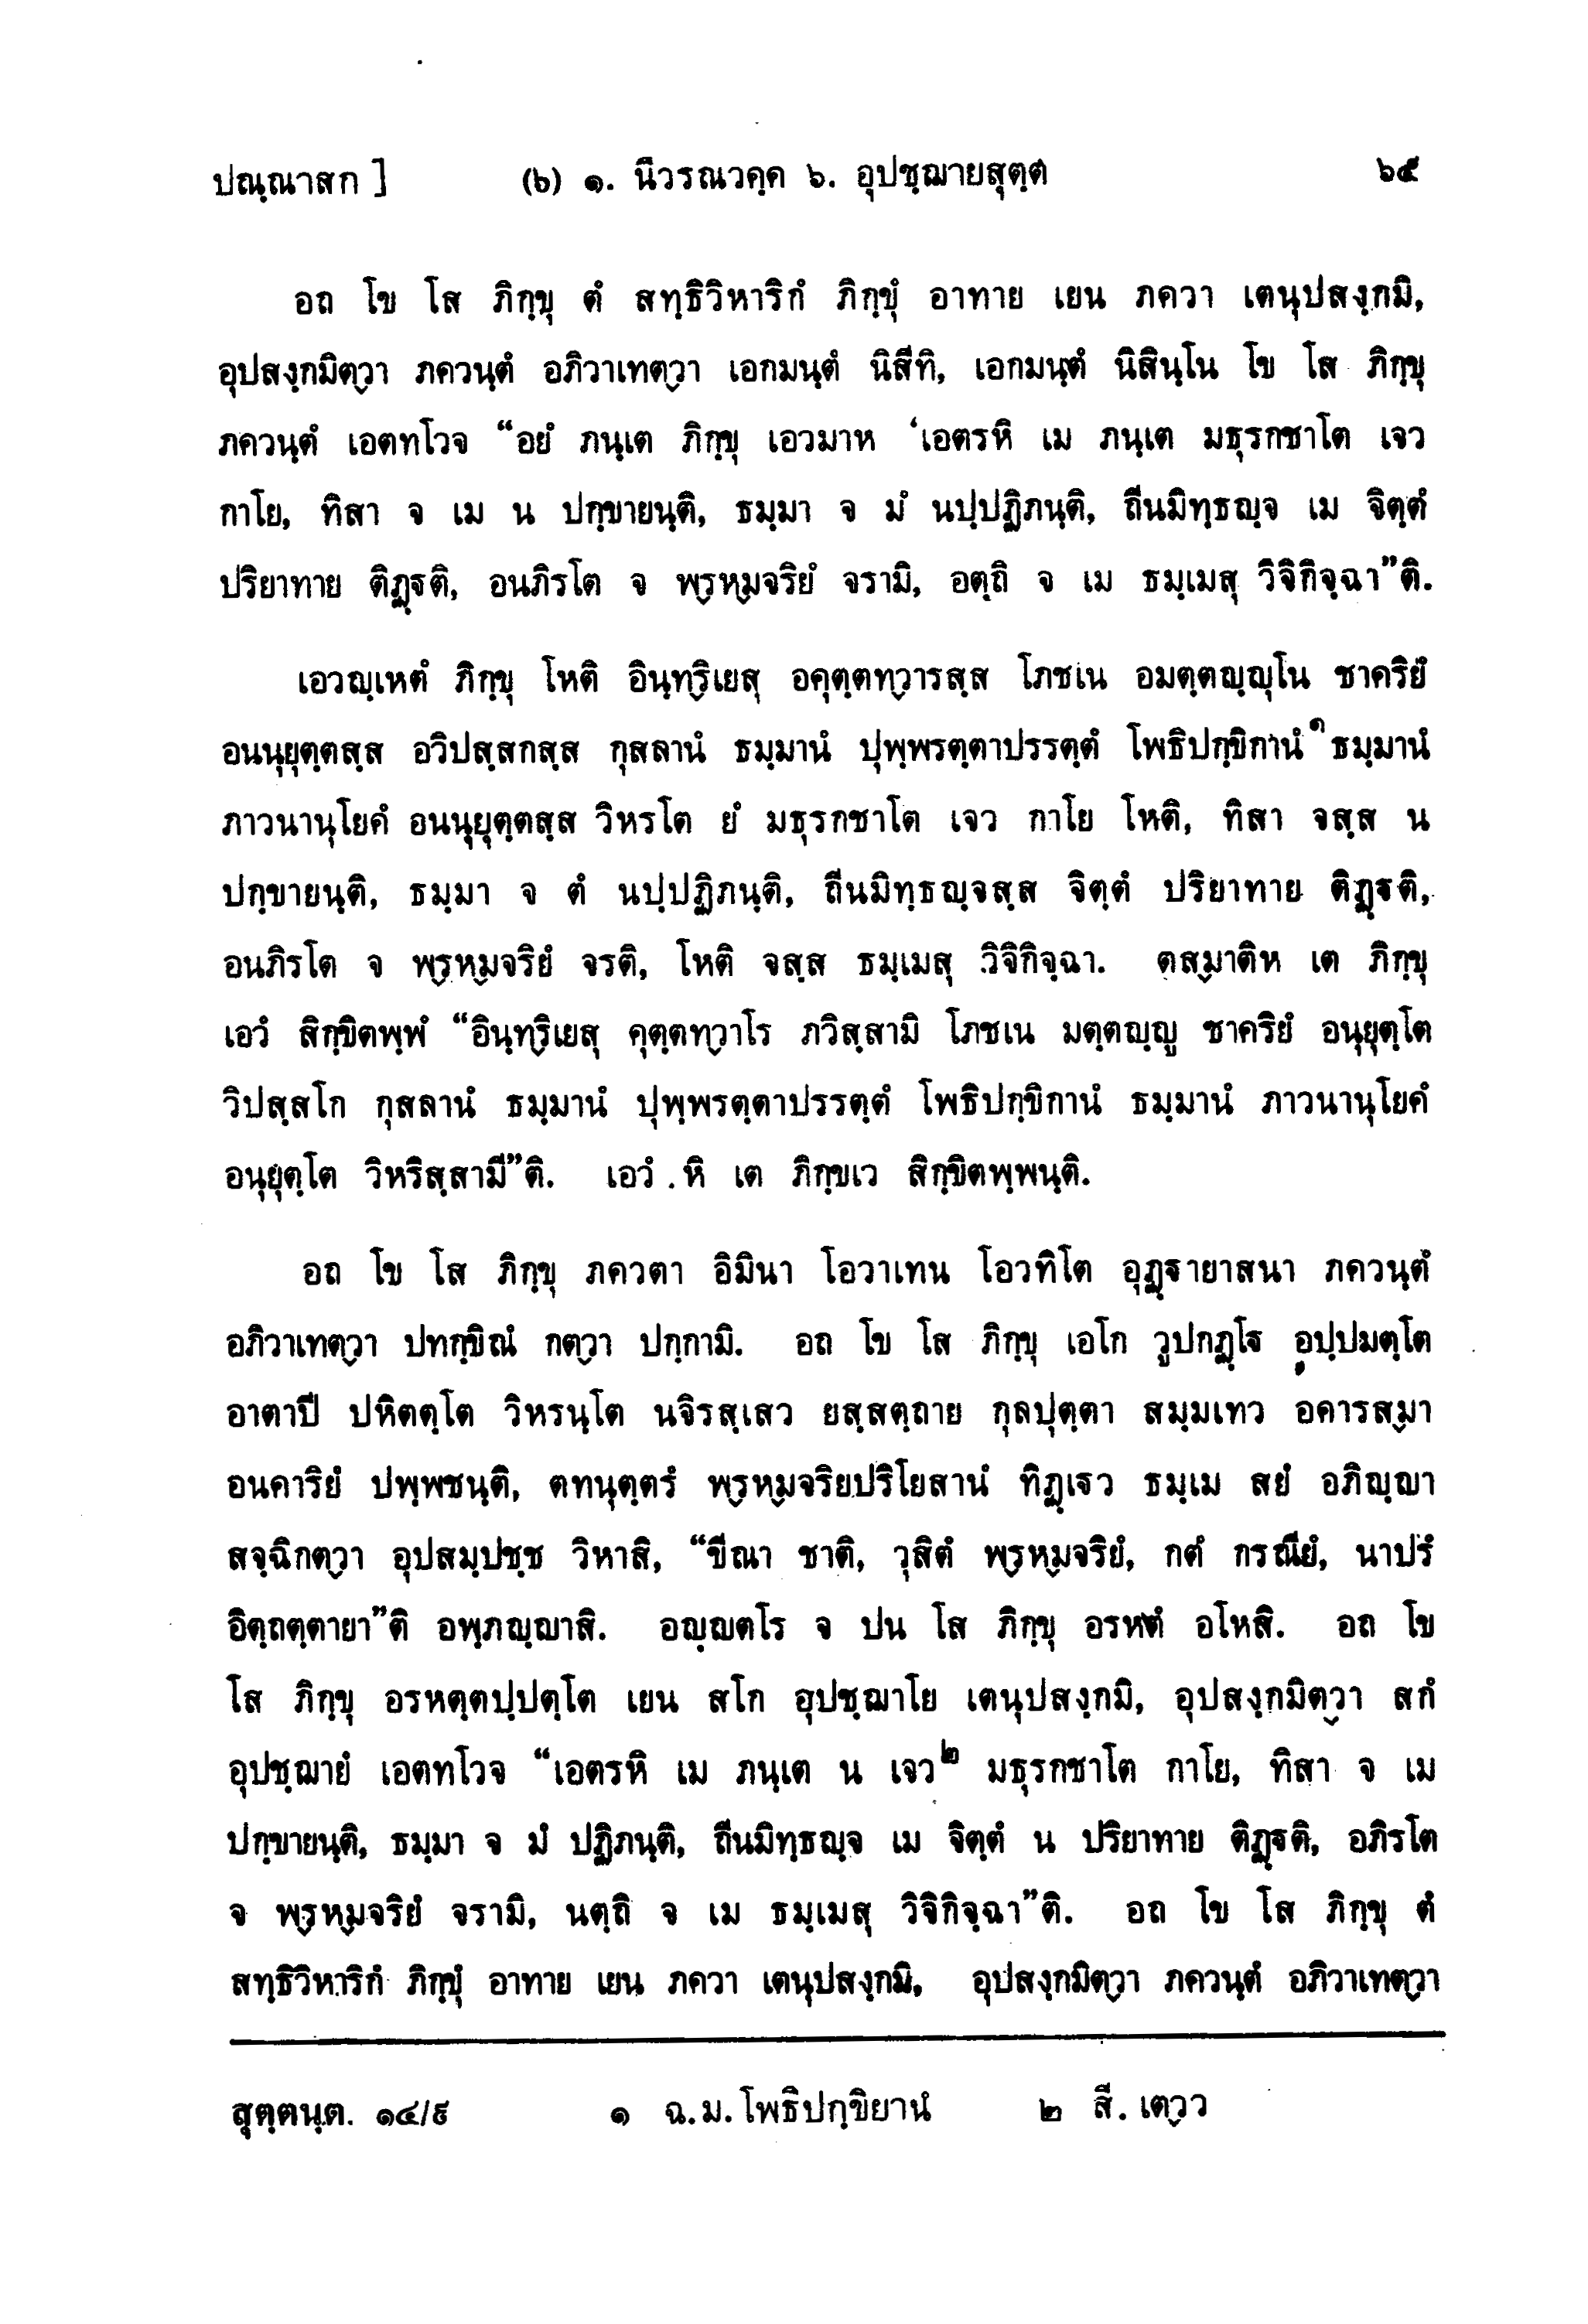 ปณฺณาสก ] (๖) ๑. นีวรณวคฺค ๖. อุปชฺฌายสุตฺต ๖๕
อถ โข โส ภิกฺขุ ตํ สทฺธิวิหาริกํ ภิกฺขุํ อาทาย เยน ภควา เตนุปสงฺกมิ,
อุปสงฺกมิตฺวา ภควนฺตํ อภิวาเทตฺวา เอกมนฺตํ นิสีทิ, เอกมนฺตํ นิสินฺโน โข โส ภิกฺขุ
ภควนฺตํ เอตทโวจ “อยํ ภนฺเต ภิกฺขุ เอวมาห ‘เอตรหิ เม ภนฺเต มธุรกชาโต เจว
กาโย, ทิสา จ เม น ปกฺขายนฺติ, ธมฺมา จ มํ นปฺปฏิภนฺติ, ถีนมิทฺธญฺจ เม จิตฺตํ
ปริยาทาย ติฏฺฐติ, อนภิรโต จ พฺรหฺมจริยํ จรามิ, อตฺถิ จ เม ธมฺเมสุ วิจิกิจฺฉา”ติ.
เอวญฺเหตํ ภิกฺขุ โหติ อินฺทฺริเยสุ อคุตฺตทฺวารสฺส โภชเน อมตฺตญฺญุโน ชาคริยํ
อนนุยุตฺตสฺส อวิปสฺสกสฺส กุสลานํ ธมฺมานํ ปุพฺพรตฺตาปรรตฺตํ โพธิปกฺขิกานํ๑ ธมฺมานํ
ภาวนานุโยคํ อนนุยุตฺตสฺส วิหรโต ยํ มธุรกชาโต เจว กาโย โหติ, ทิสา จสฺส น
ปกฺขายนฺติ, ธมฺมา จ ตํ นปฺปฏิภนฺติ, ถีนมิทฺธญฺจสฺส จิตฺตํ ปริยาทาย ติฏฺฐติ,
อนภิรโต จ พฺรหฺมจริยํ จรติ, โหติ จสฺส ธมฺเมสุ วิจิกิจฺฉา. ตสฺมาติห เต ภิกฺขุ
เอวํ สิกฺขิตพฺพํ “อินฺทฺริเยสุ คุตฺตทฺวาโร ภวิสฺสามิ โภชเน มตฺตญฺญู ชาคริยํ อนุยุตฺโต
วิปสฺสโก กุสลานํ ธมฺมานํ ปุพฺพรตฺตาปรรตฺตํ โพธิปกฺขิกานํ ธมฺมานํ ภาวนานุโยคํ
อนุยุตฺโต วิหริสฺสามี”ติ. เอวํ หิ เต ภิกฺขเว สิกฺขิตพฺพนฺติ.
อถ โข โส ภิกฺขุ ภควตา อิมินา โอวาเทน โอวทิโต อุฏฺฐายาสนา ภควนฺตํ
อภิวาเทตฺวา ปทกฺขิณํ กตฺวา ปกฺกามิ. อถ โข โส ภิกฺขุ เอโก วูปกฏฺโฐ อุปฺปมตฺโต
อาตาปี ปหิตตฺโต วิหรนฺโต นจิรสฺเสว ยสฺสตฺถาย กุลปุตฺตา สมฺมเทว อคารสฺมา
อนคาริยํ ปพฺพชนฺติ, ตทนุตฺตรํ พฺรหฺมจริยปริโยสานํ ทิฏฺเฐว ธมฺเม สยํ อภิญฺญา
สจฺฉิกตฺวา อุปสมฺปชฺช วิหาสิ, “ขีณา ชาติ, วุสิตํ พฺรหฺมจริยํ, กตํ กรณียํ, นาปรํ
อิตฺถตฺตายา”ติ อพฺภญฺญาสิ. อญฺญตโร จ ปน โส ภิกฺขุ อรหตํ อโหสิ. อถ โข
โส ภิกฺขุ อรหตฺตปฺปตฺโต เยน สโก อุปชฺฌาโย เตนุปสงฺกมิ, อุปสงฺกมิตฺวา สกํ
อุปชฺฌายํ เอตทโวจ “เอตรหิ เม ภนฺเต น เจว๒ มธุรกชาโต กาโย, ทิสา จ เม
ปกฺขายนฺติ, ธมฺมา จ มํ ปฏิภนฺติ, ถีนมิทฺธญฺจ เม จิตฺตํ น ปริยาทาย ติฏฺฐติ, อภิรโต
จ พฺรหฺมจริยํ จรามิ, นตฺถิ จ เม ธมฺเมสุ วิจิกิจฺฉา”ติ. อถ โข โส ภิกฺขุ ตํ
สทฺธิวิหาริกํ ภิกฺขุํ อาทาย เยน ภควา เตนุปสงฺกมิ, อุปสงฺกมิตฺวา ภควนฺตํ อภิวาเทตฺวา
สุตฺตนฺต. ๑๔/๙ ๑ ฉ.ม. โพธิปกฺขิยานํ ๒ สี. เตฺวว